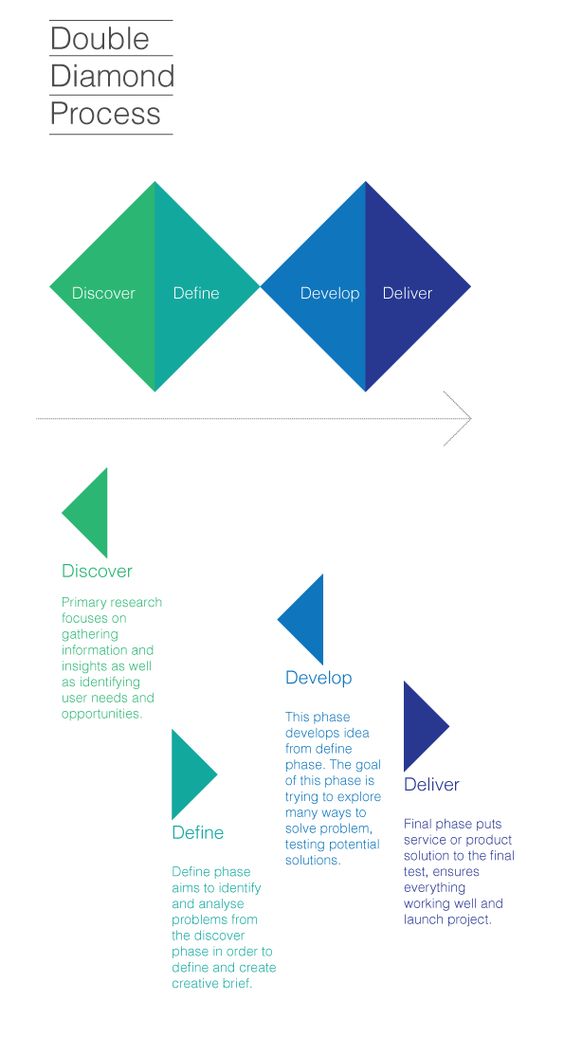 Double
Diamond
Process
Discover
Define
Develop
Deliver
Discover
Primary research
focuses on
gathering
information and
insights as well
as identifying
user needs and
opportunities.
Define
Define phase
aims to identify
and analyse
problems from
the discover
phase in order to
define and create
creative brief.
Develop
This phase
develops idea
from define
phase. The goal
of this phase is
trying to explore
many ways to
solve problem,
testing potential
solutions.
Deliver
Final phase puts
service or product
solution to the final
test, ensures
everything
working well and
launch project.